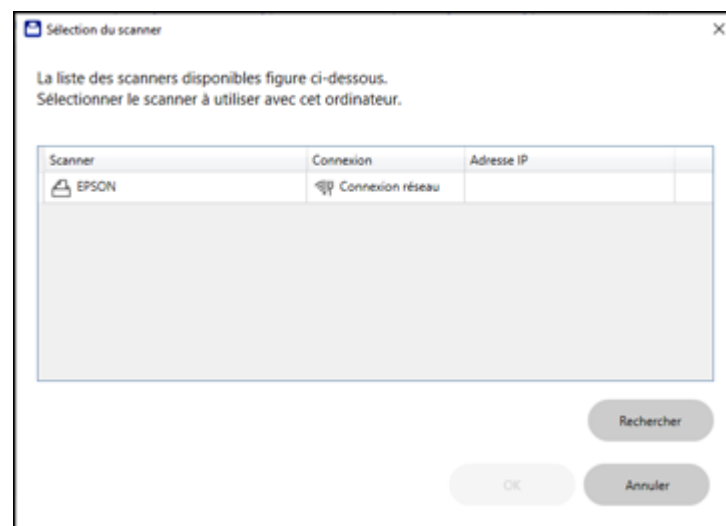 Sélection du scanner
La liste des scanners disponibles figure ci-dessous.
Sélectionner le scanner à utiliser avec cet ordinateur.
Scanner Connexion Adresse IP
EPSON Connexion réseau
Rechercher
OK Annuler